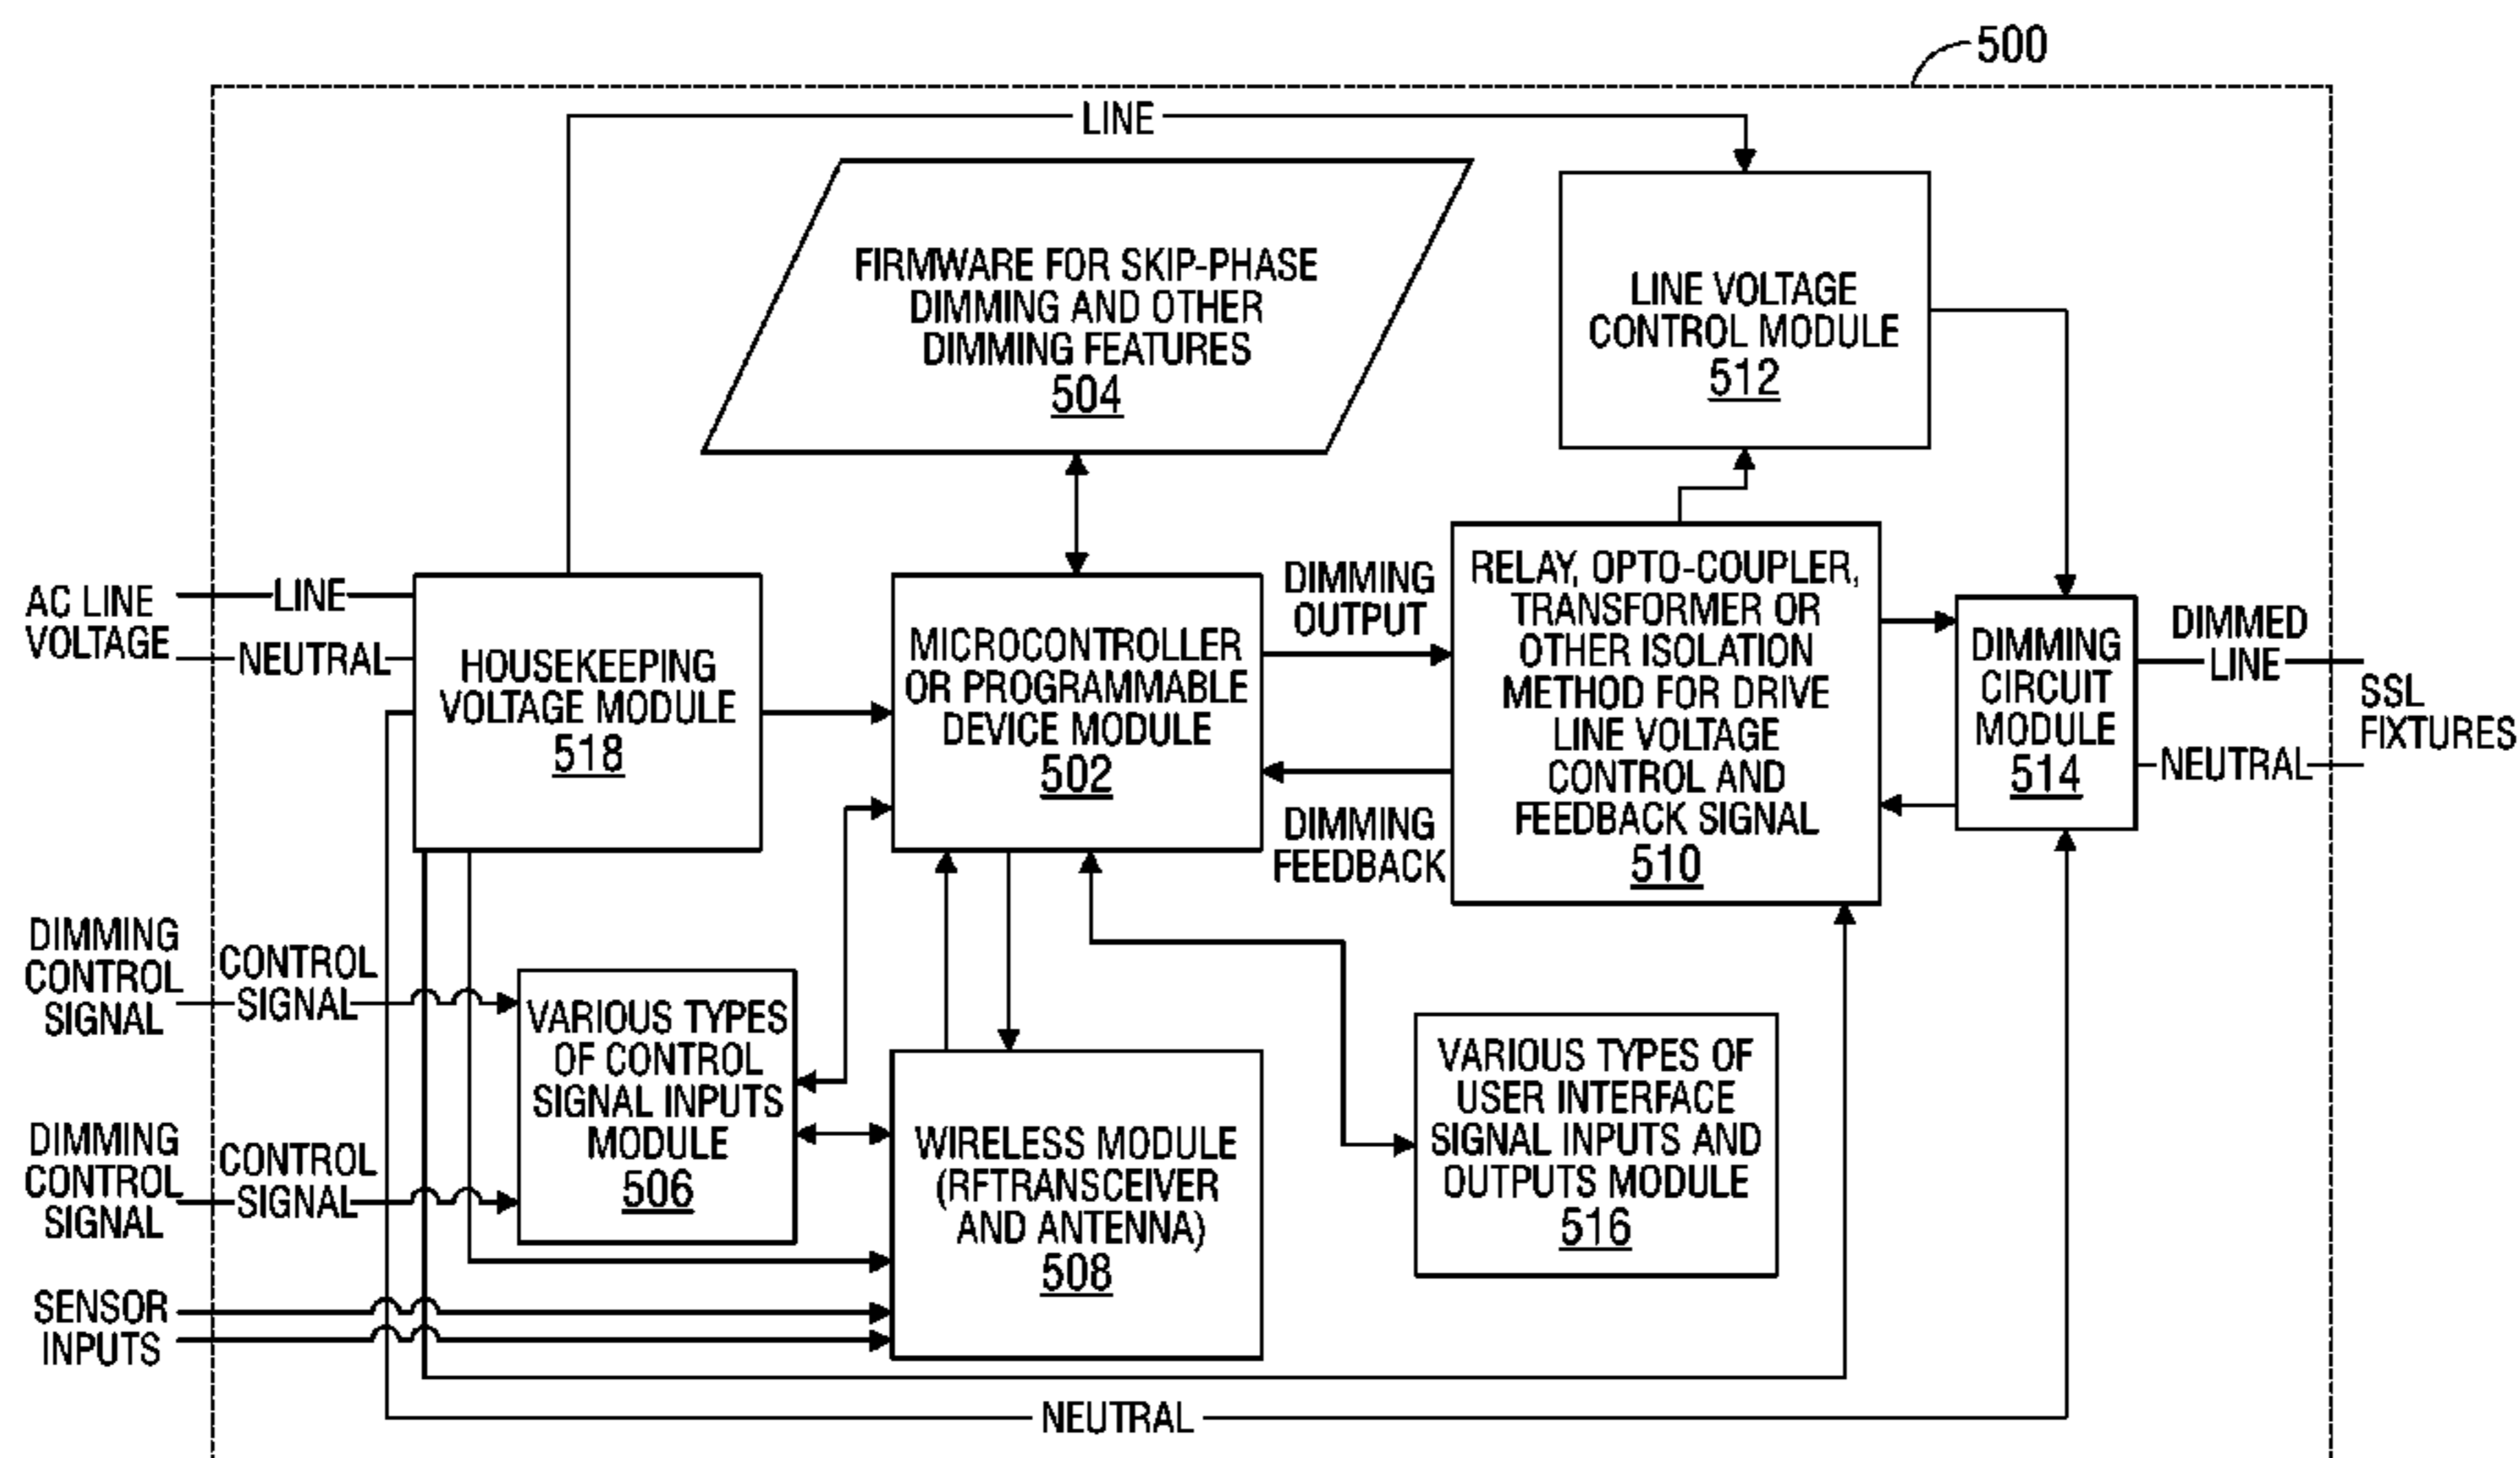 500
LINE
FIRMWARE FOR SKIP-PHASE
DIMMING AND OTHER
DIMMING FEATURES
504
LINE VOLTAGE
CONTROL MODULE
512
AC LINE
VOLTAGE
LINE
NEUTRAL
HOUSEKEEPING
VOLTAGE MODULE
518
MICROCONTROLLER
OR PROGRAMMABLE
DEVICE MODULE
502
DIMMING
OUTPUT
DIMMING
FEEDBACK
RELAY, OPTO-COUPLER,
TRANSFORMER OR
OTHER ISOLATION
METHOD FOR DRIVE
LINE VOLTAGE
CONTROL AND
FEEDBACK SIGNAL
510
DIMMING
CIRCUIT
MODULE
514
DIMMED
LINE
NEUTRAL
SSL
FIXTURES
DIMMING
CONTROL
SIGNAL
CONTROL
SIGNAL
DIMMING
CONTROL
SIGNAL
CONTROL
SIGNAL
VARIOUS TYPES
OF CONTROL
SIGNAL INPUTS
MODULE
506
WIRELESS MODULE
(RFTRANSCEIVER
AND ANTENNA)
508
VARIOUS TYPES OF
USER INTERFACE
SIGNAL INPUTS AND
OUTPUTS MODULE
516
SENSOR
INPUTS
NEUTRAL